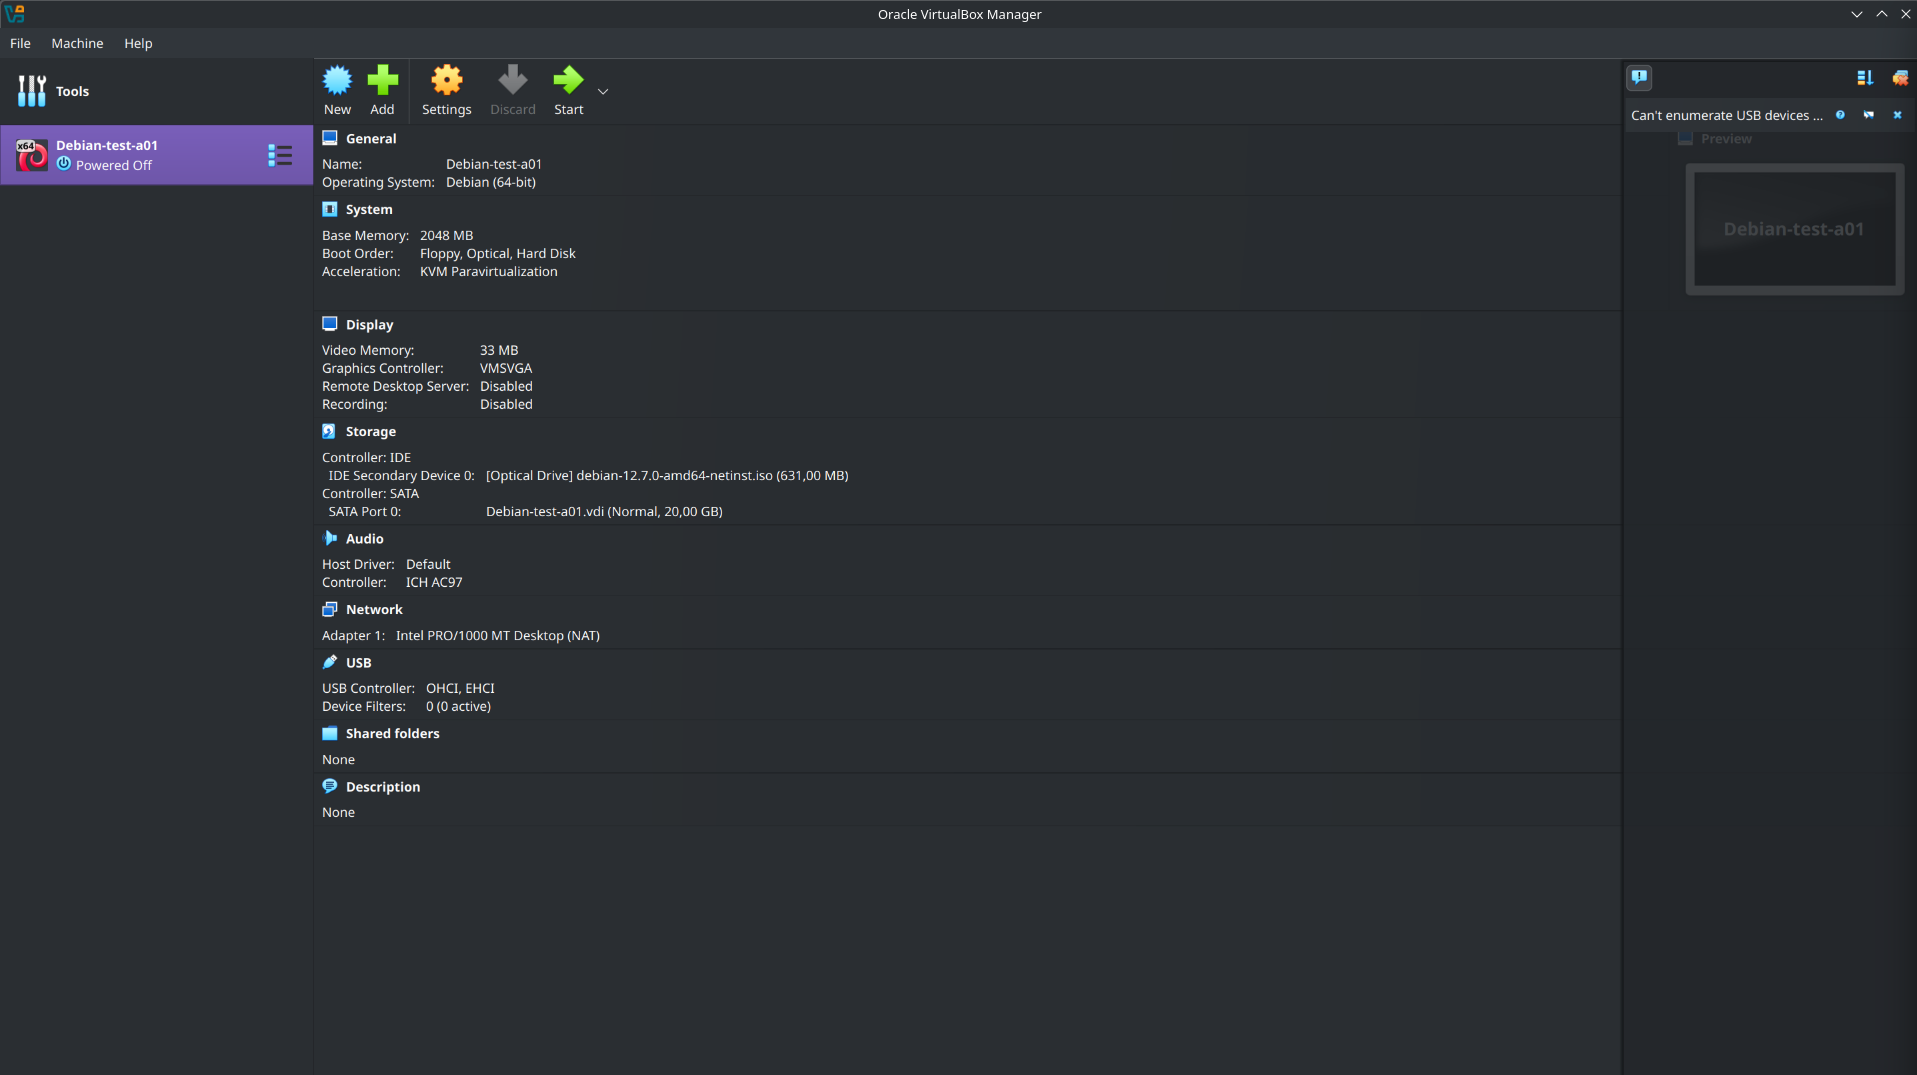 Oracle VirtualBox Manager
File Machine Help
Tools
x64 Debian-test-a01
Powered Off
New Add Settings Discard Start
General
Name: Debian-test-a01
Operating System: Debian (64-bit)
System
Base Memory: 2048 MB
Boot Order: Floppy, Optical, Hard Disk
Acceleration: KVM Paravirtualization
Display
Video Memory: 33 MB
Graphics Controller: VMSVGA
Remote Desktop Server: Disabled
Recording: Disabled
Storage
Controller: IDE
IDE Secondary Device 0: [Optical Drive] debian-12.7.0-amd64-netinst.iso (631,00 MB)
Controller: SATA
SATA Port 0: Debian-test-a01.vdi (Normal, 20,00 GB)
Audio
Host Driver: Default
Controller: ICH AC97
Network
Adapter 1: Intel PRO/1000 MT Desktop (NAT)
USB
USB Controller: OHCI, EHCI
Device Filters: 0 (0 active)
Shared folders
None
Description
None
Can't enumerate USB devices ...
Preview
Debian-test-a01